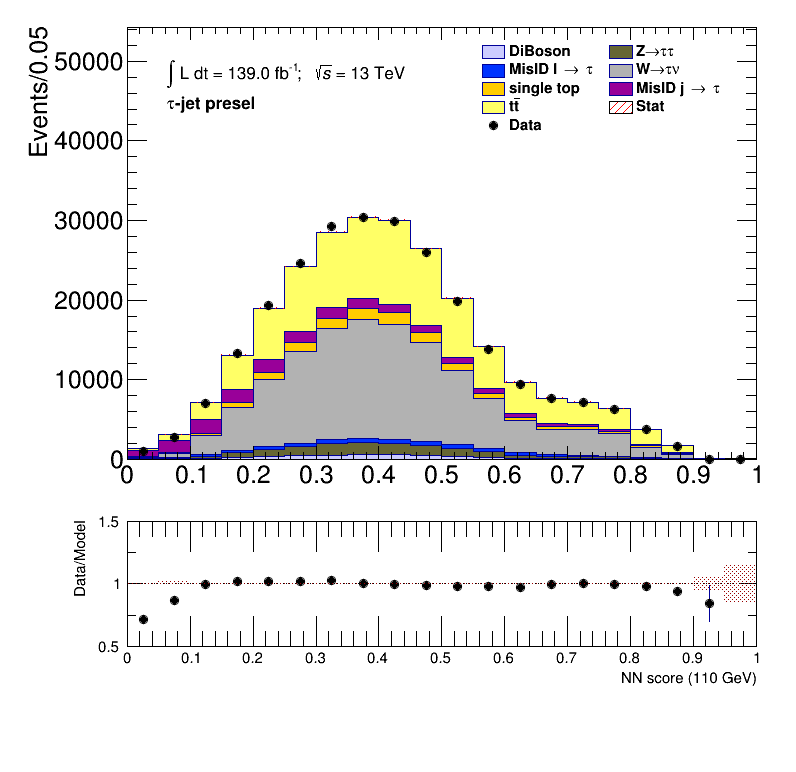 Events/0.05
50000
40000
30000
20000
10000
0
∫ L dt = 139.0 fb⁻¹; √s = 13 TeV
τ-jet presel
DiBoson
MisID l → τ
single top
tt̄
Data
Z→ττ
W→τν
MisID j → τ
Stat
0 0.1 0.2 0.3 0.4 0.5 0.6 0.7 0.8 0.9 1
Data/Model
1.5
1
0.5
0 0.1 0.2 0.3 0.4 0.5 0.6 0.7 0.8 0.9 1
NN score (110 GeV)